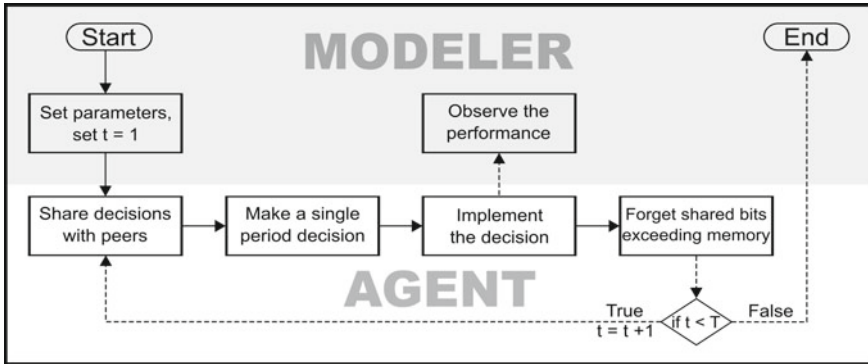 Start
MODELER
End
Set parameters,
set t = 1
Observe the
performance
Share decisions
with peers
Make a single
period decision
Implement
the decision
Forget shared bits
exceeding memory
AGENT
True
t = t +1
if t < T
False